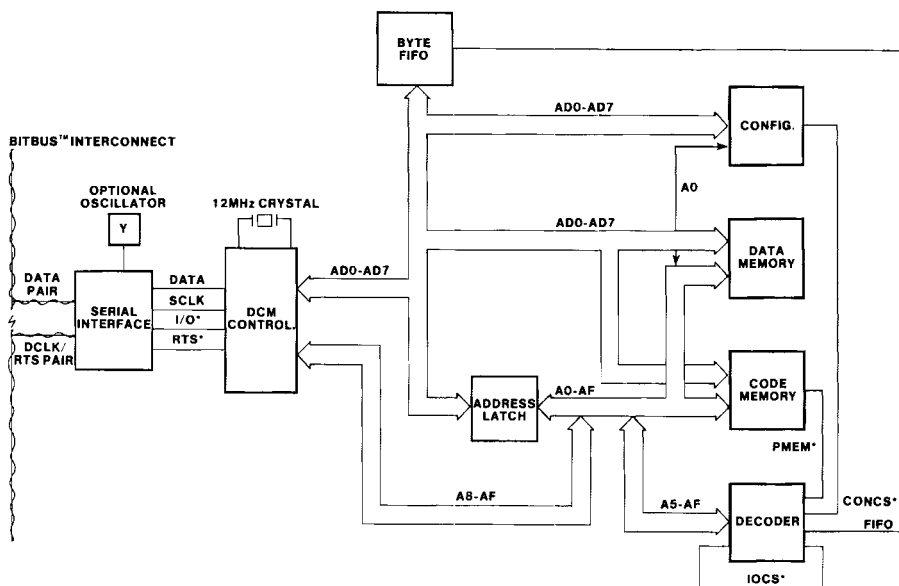 BYTE
FIFO
AD0-AD7
CONFIG.
BITBUS™ INTERCONNECT
A0
OPTIONAL
OSCILLATOR
Y
12MHz CRYSTAL
AD0-AD7
DATA
MEMORY
DATA
PAIR
SERIAL
INTERFACE
DATA
SCLK
I/O*
RTS*
DCM
CONTROL.
AD0-AD7
DCLK/
RTS PAIR
ADDRESS
LATCH
A0-AF
CODE
MEMORY
PMEM*
A8-AF
A5-AF
DECODER
CONCS*
FIFO
IOCS*